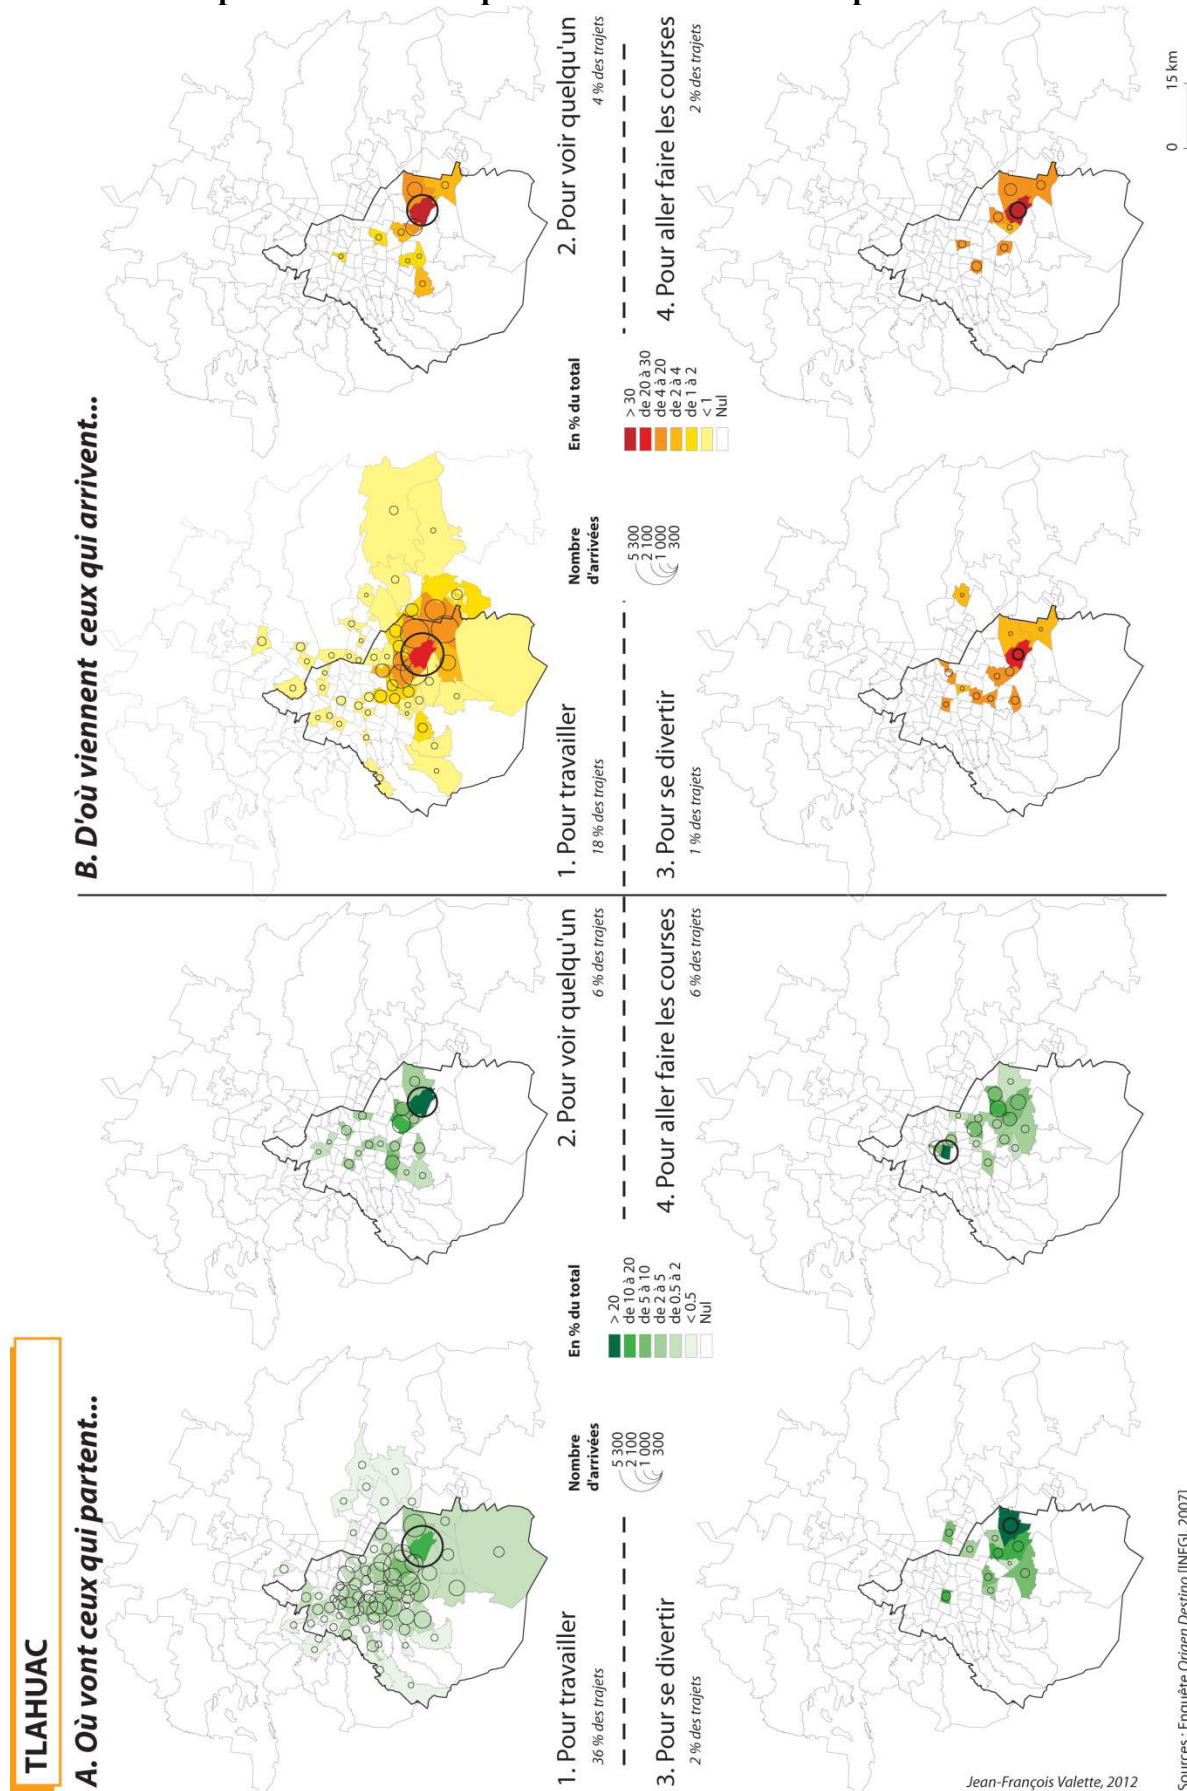 TLAHUAC
A. Où vont ceux qui partent...
1. Pour travailler
36 % des trajets
Nombre
d'arrivées
5 300
2 100
1 000
300
En % du total
> 20
de 10 à 20
de 5 à 10
de 2 à 5
de 0.5 à 2
< 0.5
Nul
2. Pour voir quelqu'un
6 % des trajets
3. Pour se divertir
2 % des trajets
4. Pour aller faire les courses
6 % des trajets
B. D'où viennent ceux qui arrivent...
1. Pour travailler
18 % des trajets
Nombre
d'arrivées
5 300
2 100
1 000
300
En % du total
> 30
de 20 à 30
de 4 à 20
de 2 à 4
de 1 à 2
< 1
Nul
2. Pour voir quelqu'un
4 % des trajets
3. Pour se divertir
1 % des trajets
4. Pour aller faire les courses
2 % des trajets
Jean-François Valette, 2012
Sources : Enquête Origen Destino [INEGI, 2007]
0 15 km